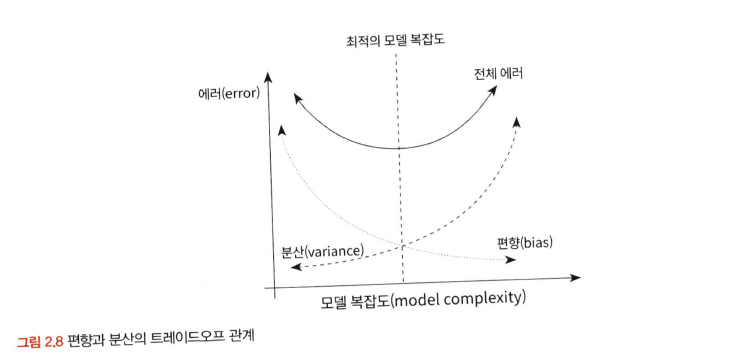 최적의 모델 복잡도
전체 에러
에러(error)
분산(variance)
편향(bias)
모델 복잡도(model complexity)
그림 2.8 편향과 분산의 트레이드오프 관계